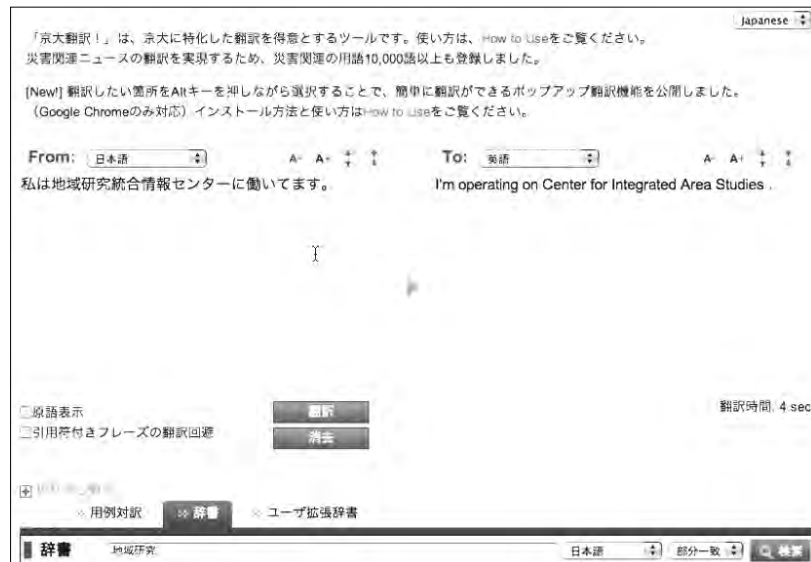 Japanese
「京大翻訳！」は、京大に特化した翻訳を得意とするツールです。使い方は、How to Useをご覧ください。
災害関連ニュースの翻訳を実現するため、災害関連の用語10,000語以上も登録しました。
[New!] 翻訳したい箇所をAltキーを押しながら選択することで、簡単に翻訳ができるポップアップ翻訳機能を公開しました。
（Google Chromeのみ対応）インストール方法と使い方はHow to Useをご覧ください。
From: 日本語 A- A+ To: 英語 A- A+
私は地域研究統合情報センターに働いてます。 I'm operating on Center for Integrated Area Studies .
原語表示 翻訳 翻訳時間: 4 sec
引用符付きフレーズの翻訳回避 消去
用例対訳 辞書 ユーザ拡張辞書
辞書 地域研究 日本語 部分一致 検索